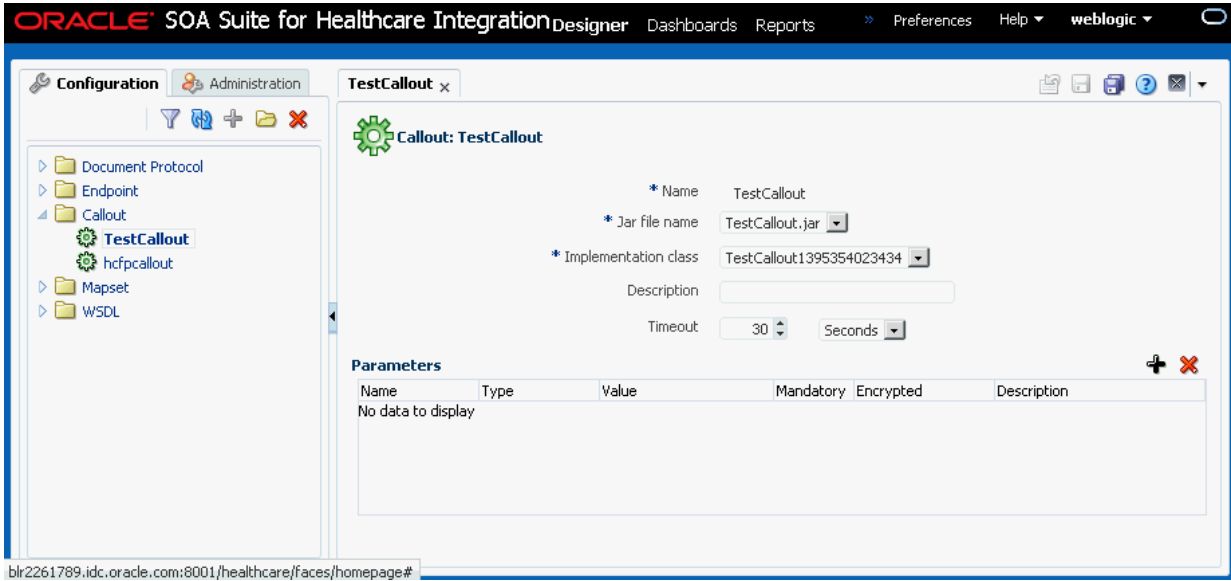 ORACLE SOA Suite for Healthcare Integration Designer Dashboards Reports » Preferences Help weblogic
Configuration Administration
TestCallout x
Callout: TestCallout
Document Protocol
Endpoint
Callout
TestCallout
hcfpcallout
Mapset
WSDL
* Name TestCallout
* Jar file name TestCallout.jar
* Implementation class TestCallout1395354023434
Description
Timeout 30 Seconds
Parameters
Name Type Value Mandatory Encrypted Description
No data to display
blr2261789.idc.oracle.com:8001/healthcare/faces/homepage#